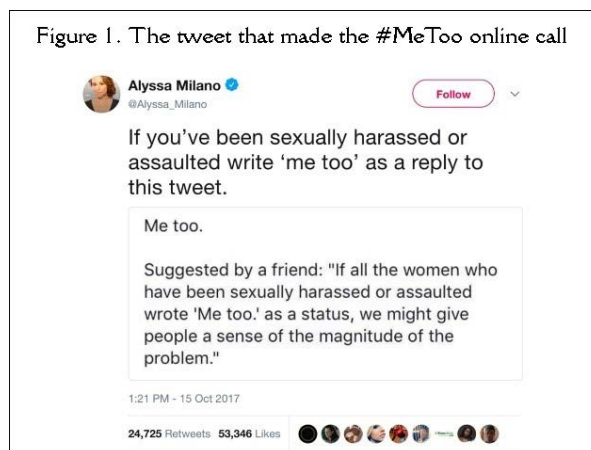 Figure 1. The tweet that made the #MeToo online call
Alyssa Milano
@Alyssa_Milano
Follow
If you’ve been sexually harassed or
assaulted write ‘me too’ as a reply to
this tweet.
Me too.
Suggested by a friend: "If all the women who
have been sexually harassed or assaulted
wrote 'Me too.' as a status, we might give
people a sense of the magnitude of the
problem."
1:21 PM - 15 Oct 2017
24,725 Retweets 53,346 Likes